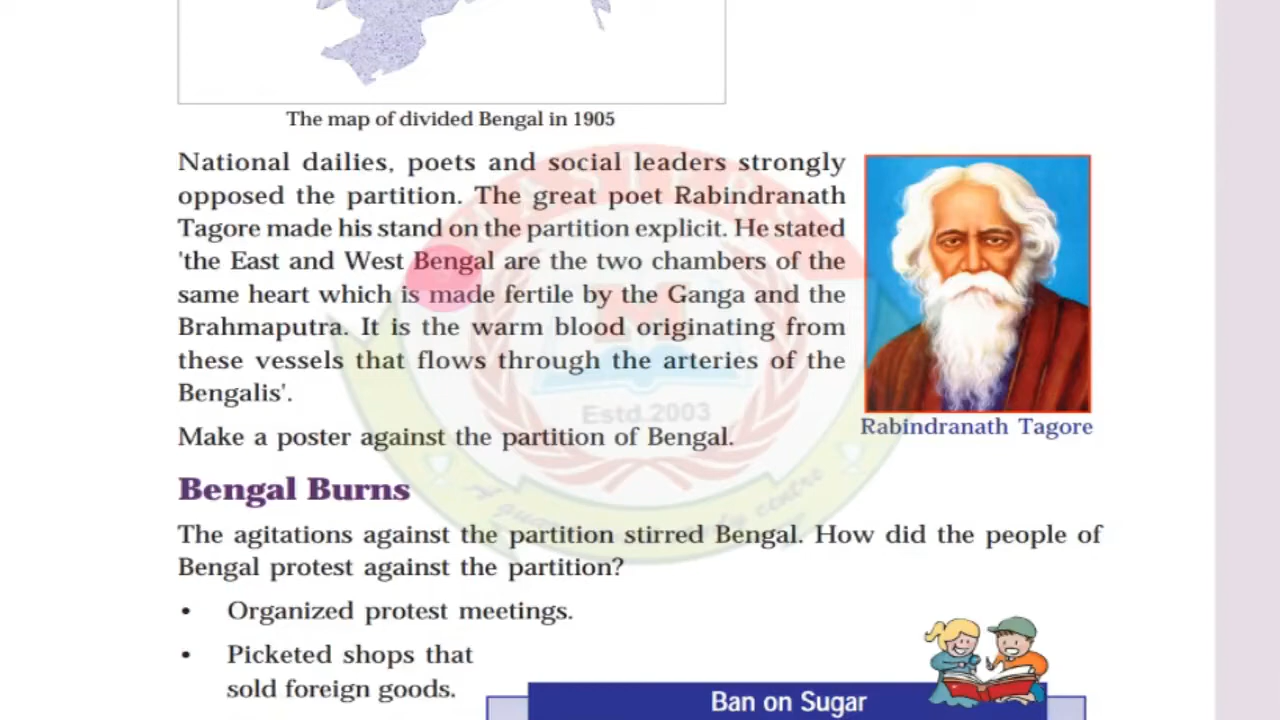 The map of divided Bengal in 1905
National dailies, poets and social leaders strongly
opposed the partition. The great poet Rabindranath
Tagore made his stand on the partition explicit. He stated
'the East and West Bengal are the two chambers of the
same heart which is made fertile by the Ganga and the
Brahmaputra. It is the warm blood originating from
these vessels that flows through the arteries of the
Bengalis'.
Rabindranath Tagore
Make a poster against the partition of Bengal.
Bengal Burns
The agitations against the partition stirred Bengal. How did the people of
Bengal protest against the partition?
• Organized protest meetings.
• Picketed shops that
sold foreign goods.
Ban on Sugar
MASTERS
M
Estd.2003